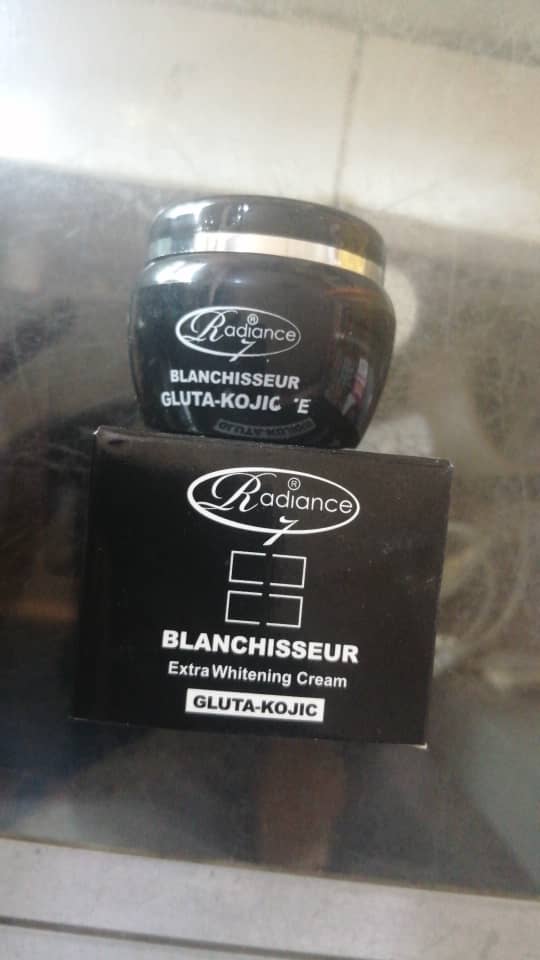 Radiance®
7
BLANCHISSEUR
GLUTA-KOJIC E
Radiance®
7
BLANCHISSEUR
Extra Whitening Cream
GLUTA-KOJIC